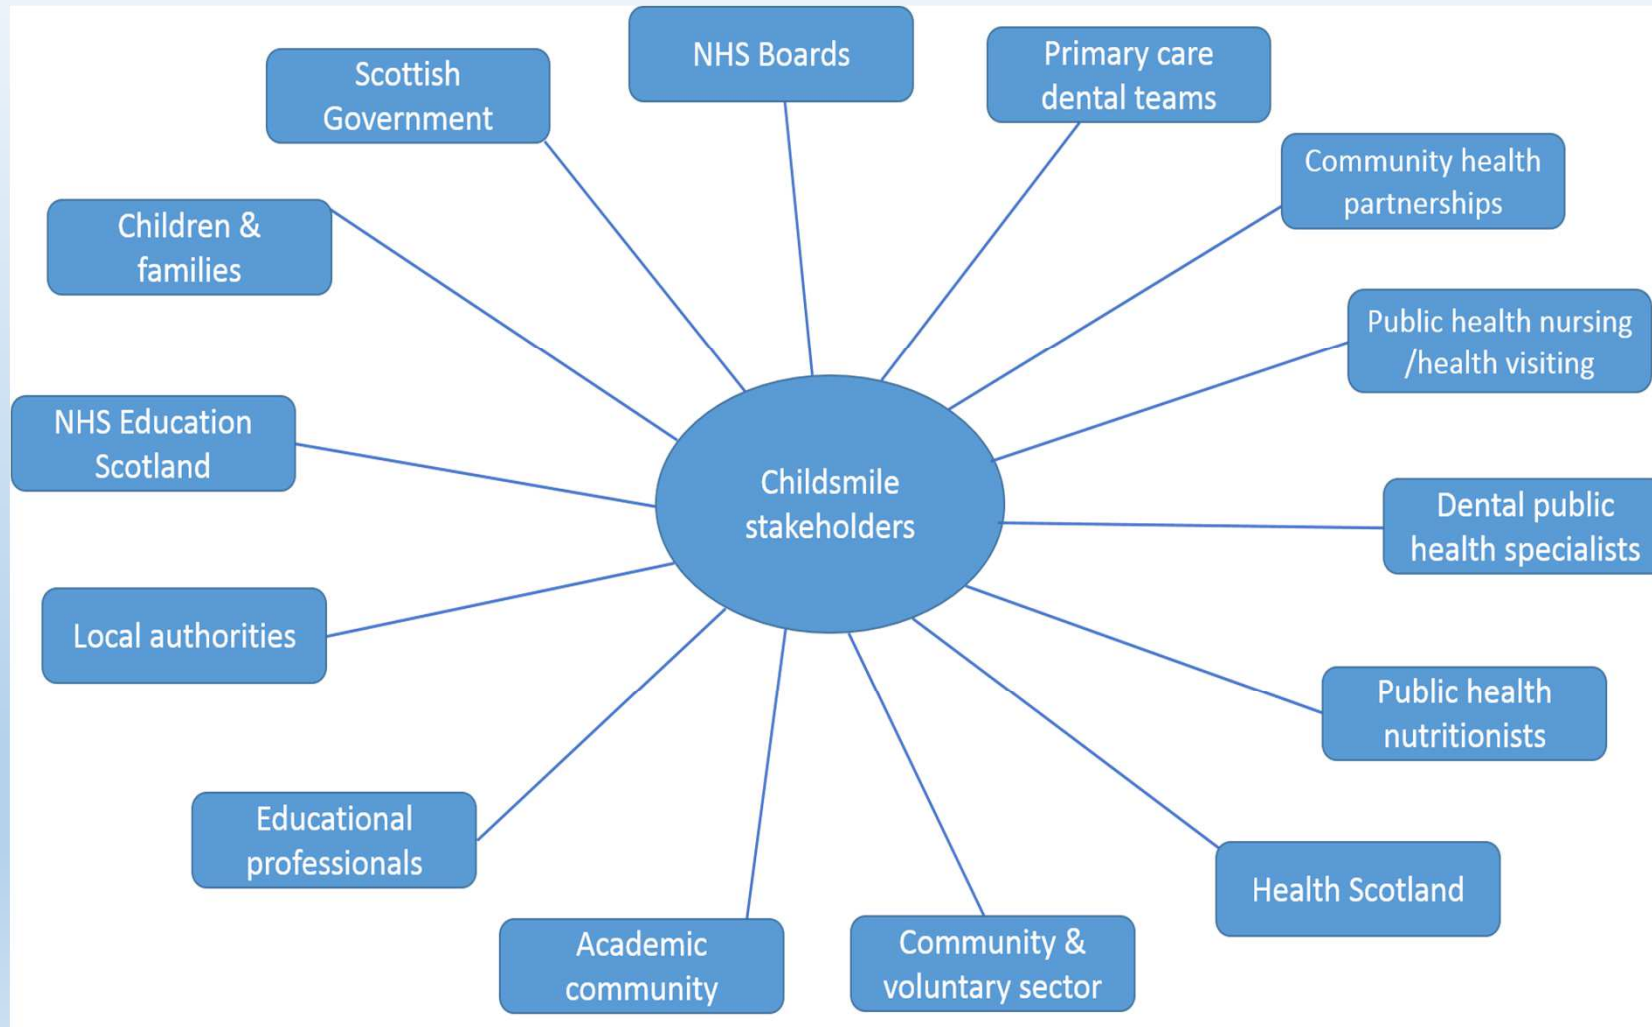 NHS Boards
Primary care
dental teams
Scottish
Government
Community health
partnerships
Children &
families
Public health nursing
/health visiting
NHS Education
Scotland
Childsmile
stakeholders
Dental public
health specialists
Local authorities
Public health
nutritionists
Educational
professionals
Health Scotland
Academic
community
Community &
voluntary sector